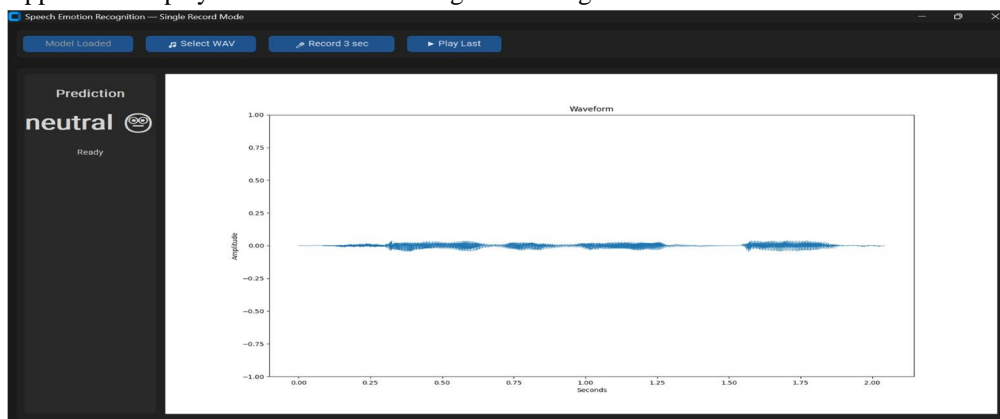 Speech Emotion Recognition — Single Record Mode
Model Loaded
Select WAV
Record 3 sec
Play Last
Prediction
neutral
Ready
Waveform
1.00
0.75
0.50
0.25
0.00
−0.25
−0.50
−0.75
−1.00
Amplitude
0.00 0.25 0.50 0.75 1.00 1.25 1.50 1.75 2.00
Seconds